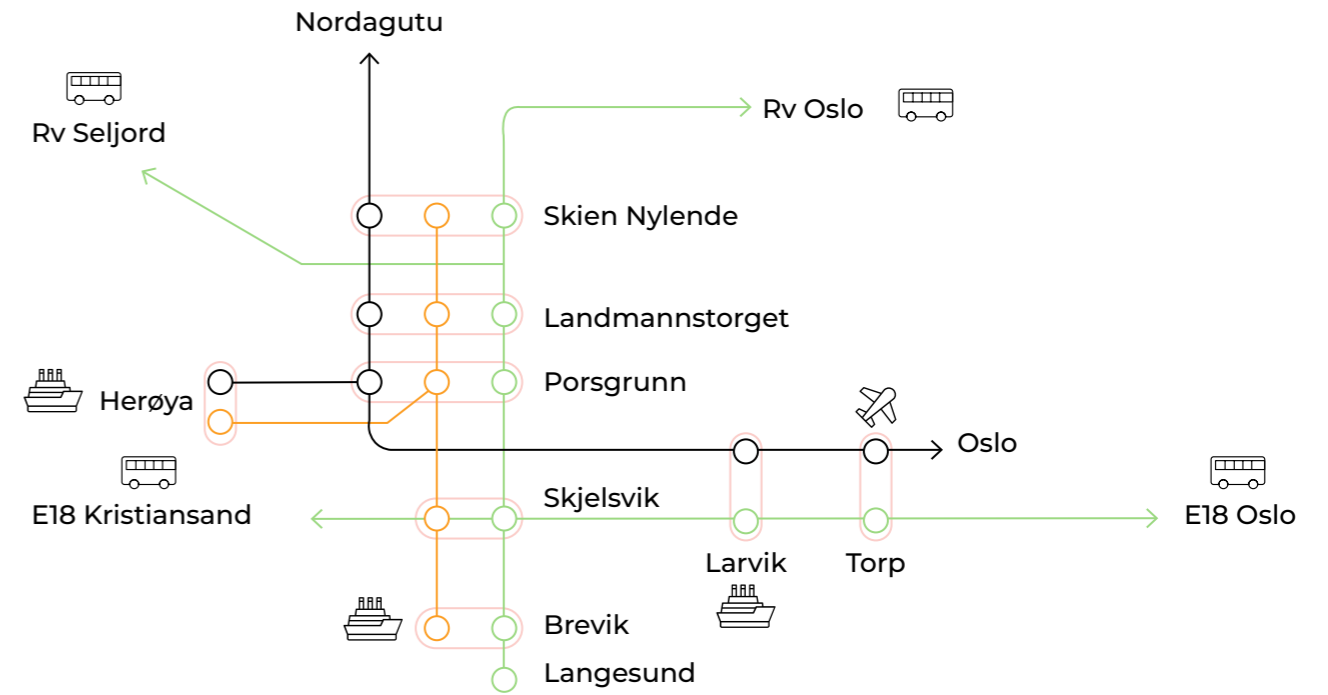 Nordagutu
Rv Oslo
Rv Seljord
Skien Nylende
Landmannstorget
Porsgrunn
Herøya
Oslo
Skjelsvik
E18 Kristiansand
E18 Oslo
Larvik
Torp
Brevik
Langesund